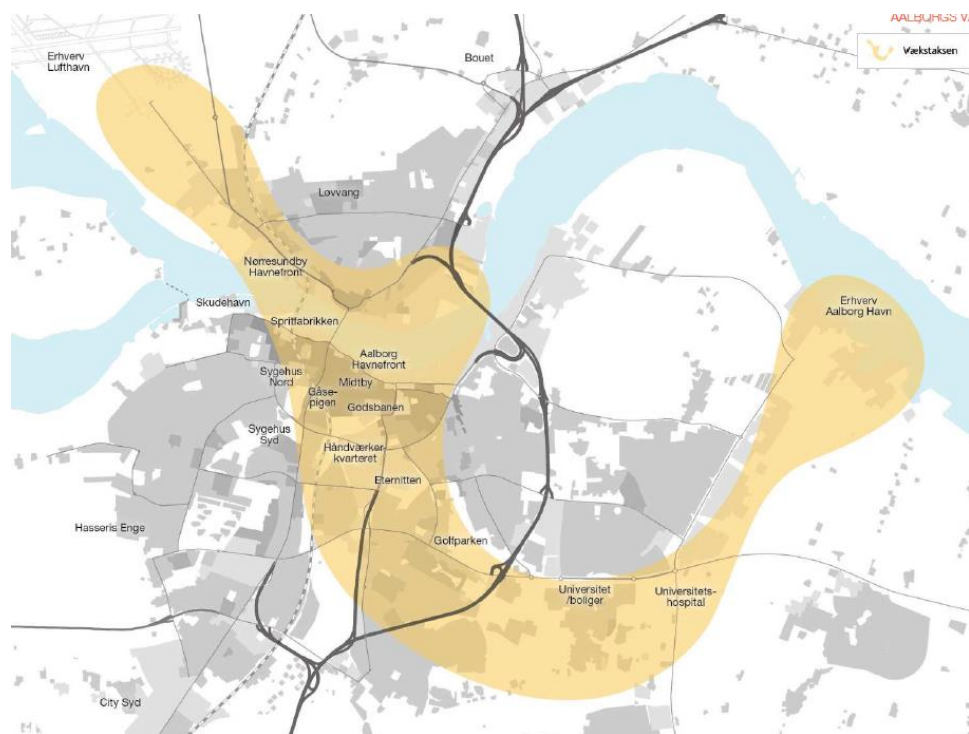 AALBORGS V
Vækstaksen
Erhverv
Lufthavn
Bouet
Løvvang
Nørresundby
Havnefront
Skudehavn
Spritfabrikken
Erhverv
Aalborg Havn
Aalborg
Havnefront
Sygehus
Nord
Midtby
Gåse-
pigen
Godsbanen
Sygehus
Syd
Håndværker-
kvarteret
Eternitten
Hasseris Enge
Golfparken
Universitet
/boliger
Universitets-
hospital
City Syd